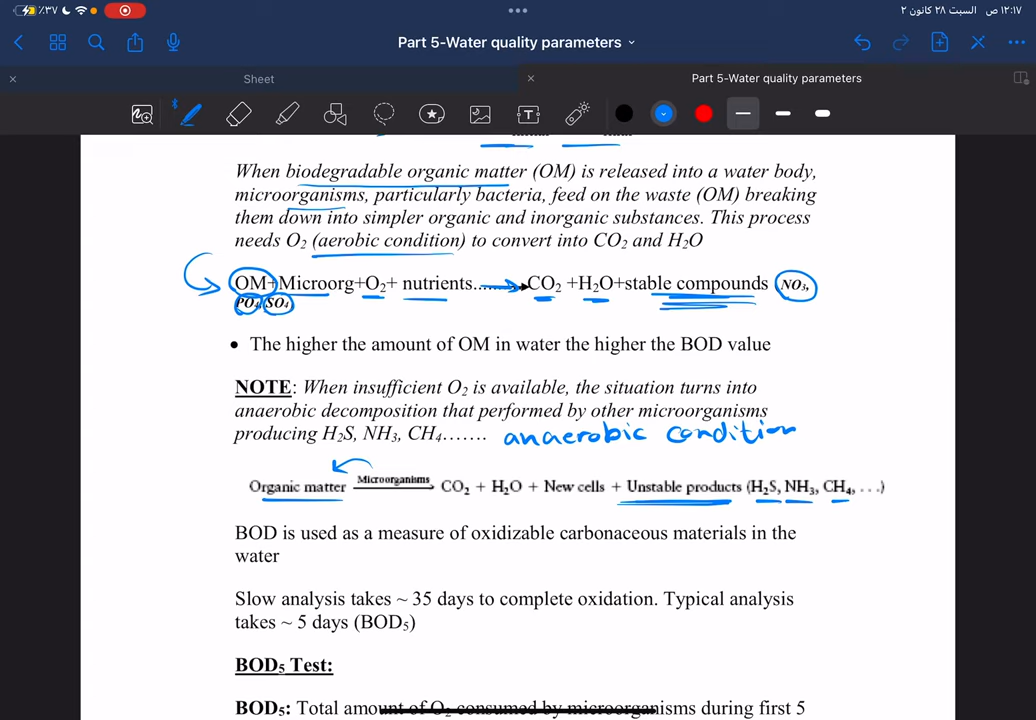 ٪٣٧
١٢:١٧ ص السبت ٢٨ كانون ٢
Part 5-Water quality parameters
Sheet
Part 5-Water quality parameters
When biodegradable organic matter (OM) is released into a water body,
microorganisms, particularly bacteria, feed on the waste (OM) breaking
them down into simpler organic and inorganic substances. This process
needs O₂ (aerobic condition) to convert into CO₂ and H₂O
OM+Microorg+O₂+ nutrients........→CO₂ +H₂O+stable compounds (NO₃,
PO₄, SO₄)
• The higher the amount of OM in water the higher the BOD value
NOTE: When insufficient O₂ is available, the situation turns into
anaerobic decomposition that performed by other microorganisms
producing H₂S, NH₃, CH₄....... anaerobic condition
Organic matter Microorganisms→ CO₂ + H₂O + New cells + Unstable products (H₂S, NH₃, CH₄, ...)
BOD is used as a measure of oxidizable carbonaceous materials in the
water
Slow analysis takes ~ 35 days to complete oxidation. Typical analysis
takes ~ 5 days (BOD₅)
BOD₅ Test:
BOD₅: Total amount of O₂ consumed by microorganisms during first 5